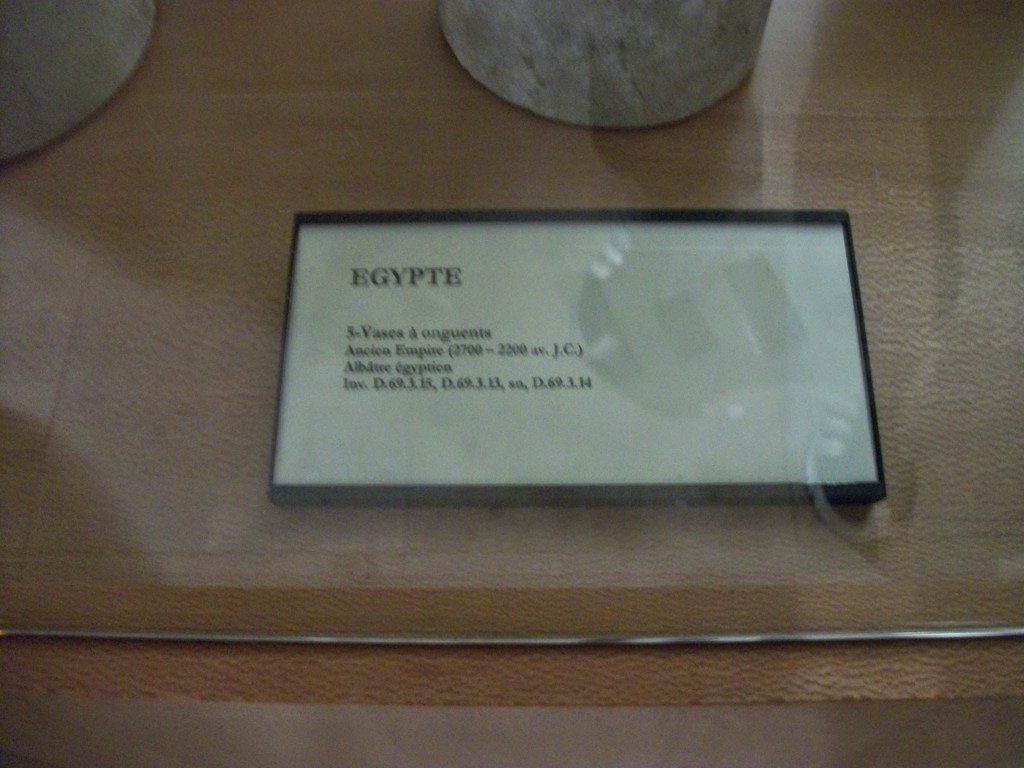 EGYPTE
5-Vases à onguents
Ancien Empire (2700 – 2200 av. J.C.)
Albâtre égyptien
Inv. D.69.3.15, D.69.3.13, sn, D.69.3.14